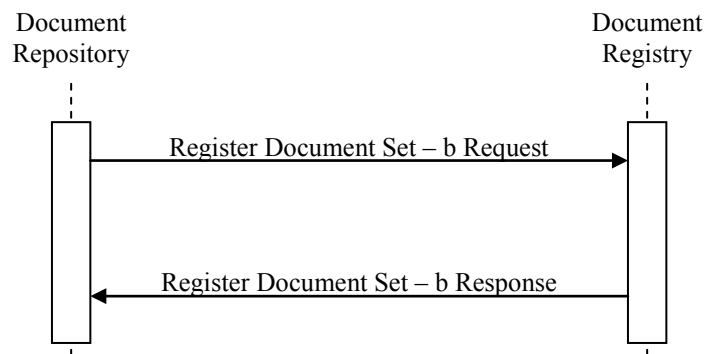 Document
Repository
Document
Registry
Register Document Set – b Request
Register Document Set – b Response